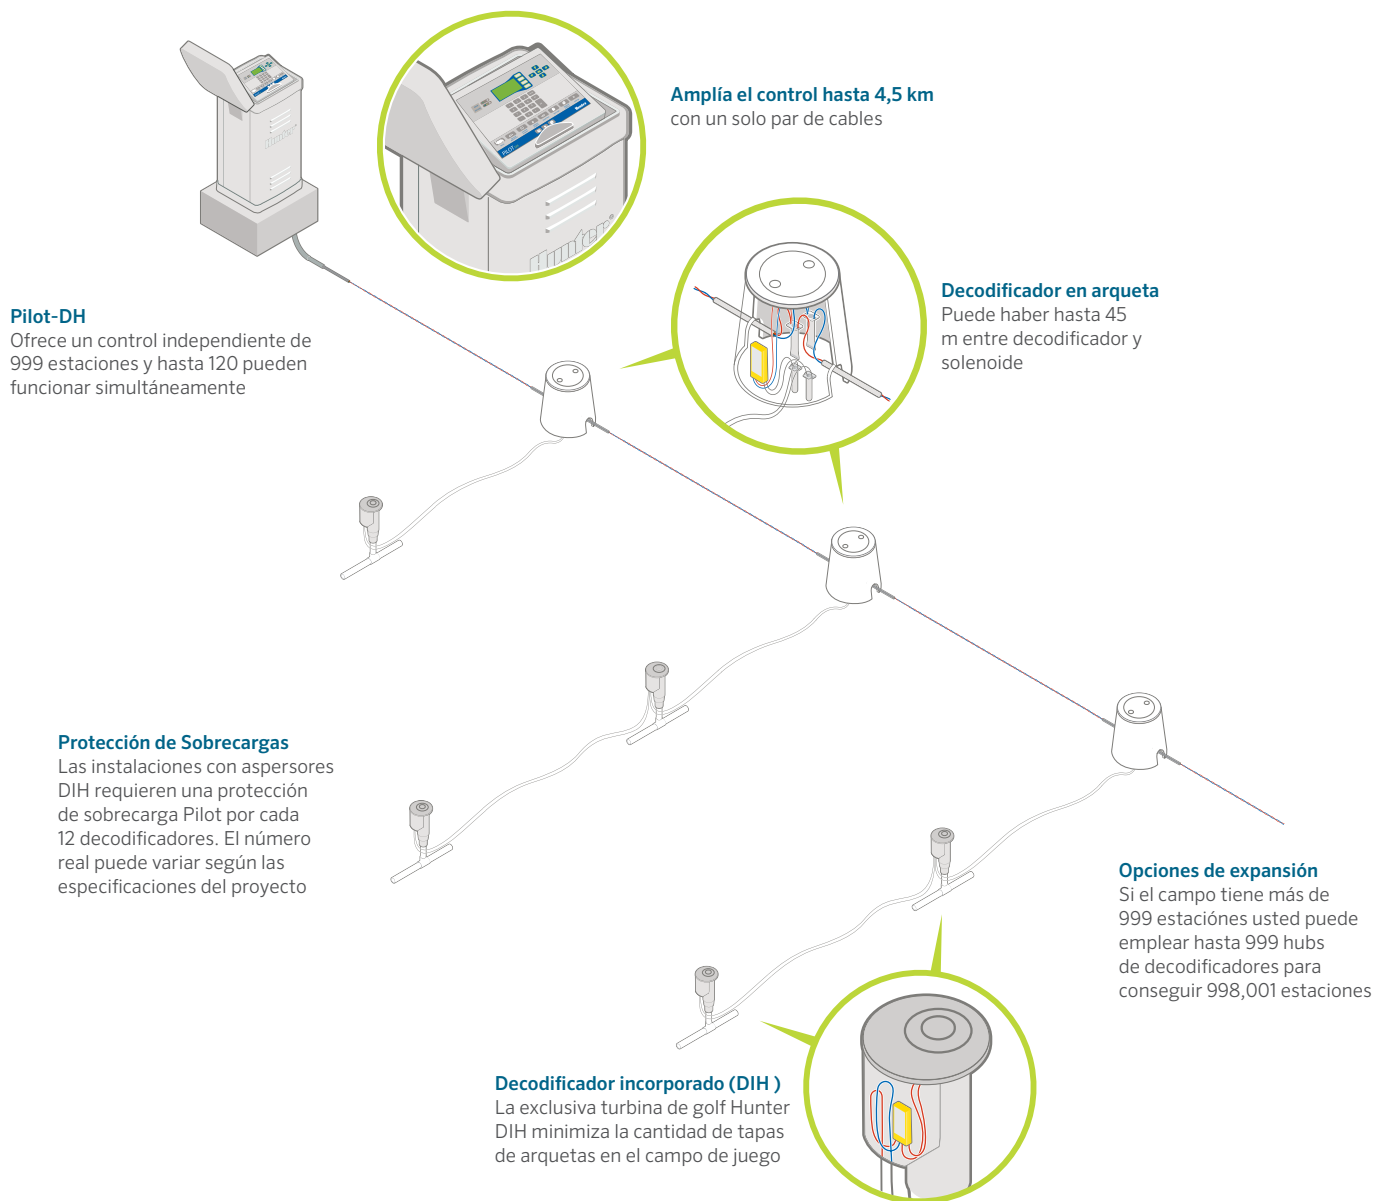 Amplía el control hasta 4,5 km
con un solo par de cables
Pilot-DH
Ofrece un control independiente de
999 estaciones y hasta 120 pueden
funcionar simultáneamente
Decodificador en arqueta
Puede haber hasta 45
m entre decodificador y
solenoide
Protección de Sobrecargas
Las instalaciones con aspersores
DIH requieren una protección
de sobrecarga Pilot por cada
12 decodificadores. El número
real puede variar según las
especificaciones del proyecto
Opciones de expansión
Si el campo tiene más de
999 estaciónes usted puede
emplear hasta 999 hubs
de decodificadores para
conseguir 998,001 estaciones
Decodificador incorporado (DIH )
La exclusiva turbina de golf Hunter
DIH minimiza la cantidad de tapas
de arquetas en el campo de juego
PILOT
Hunter